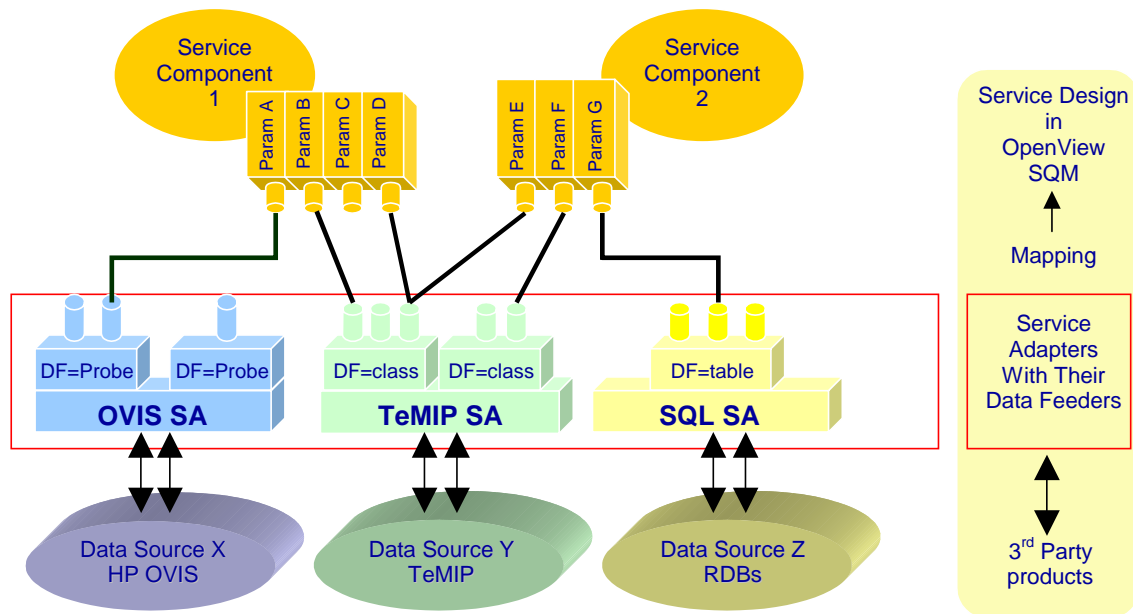 Service
Component
1
Param A
Param B
Param C
Param D
Param E
Param F
Param G
Service
Component
2
DF=Probe
DF=Probe
OVIS SA
DF=class
DF=class
TeMIP SA
DF=table
SQL SA
Data Source X
HP OVIS
Data Source Y
TeMIP
Data Source Z
RDBs
Service Design
in
OpenView
SQM
Mapping
Service
Adapters
With Their
Data Feeders
3rd Party
products